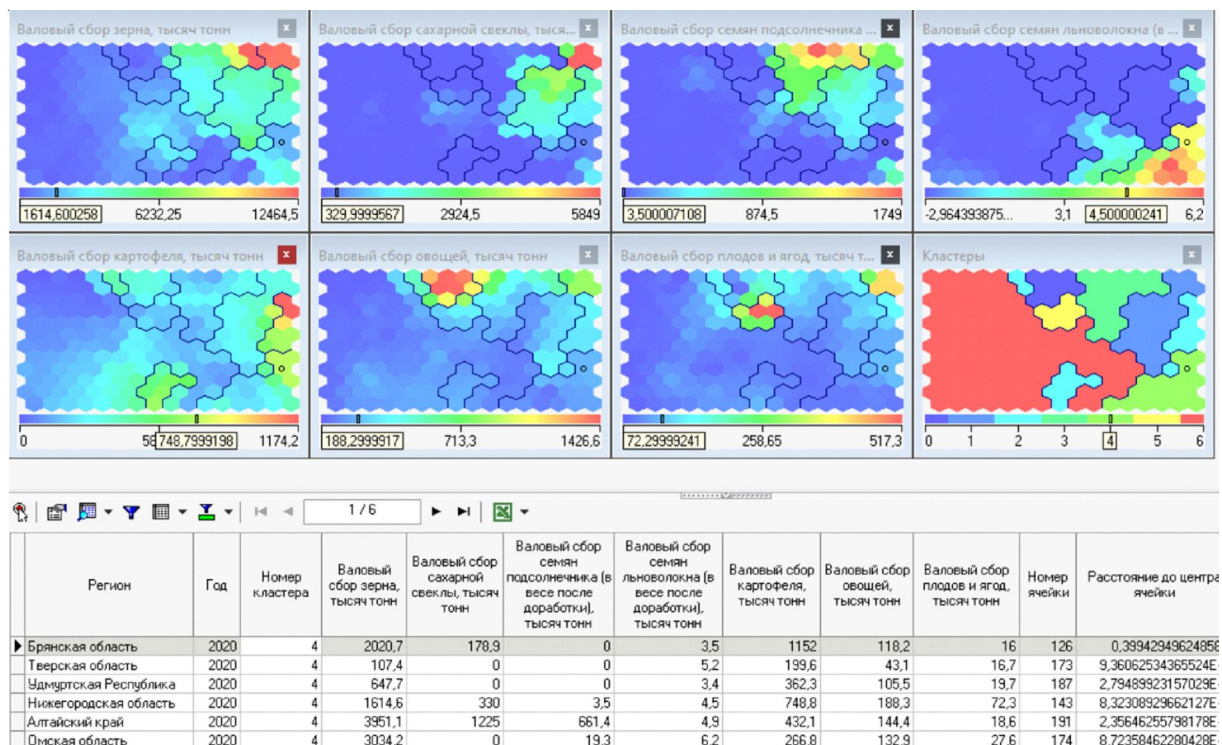 Валовый сбор зерна, тысяч тонн
Валовый сбор сахарной свеклы, тыся...
Валовый сбор семян подсолнечника ...
Валовый сбор семян льноволокна (в ...
1614,600258 6232,25 12464,5
329,9999567 2924,5 5849
3,500007108 874,5 1749
-2,964393875... 3,1 4,500000241 6,2
Валовый сбор картофеля, тысяч тонн
Валовый сбор овощей, тысяч тонн
Валовый сбор плодов и ягод, тысяч т...
Кластеры
0 58 748,7999198 1174,2
188,2999917 713,3 1426,6
72,29999241 258,65 517,3
0 1 2 3 4 5 6
1 / 6
Регион
Год
Номер
кластера
Валовый
сбор зерна,
тысяч тонн
Валовый сбор
сахарной
свеклы, тысяч
тонн
Валовый сбор
семян
подсолнечника (в
весе после
доработки),
тысяч тонн
Валовый сбор
семян
льноволокна (в
весе после
доработки),
тысяч тонн
Валовый сбор
картофеля,
тысяч тонн
Валовый сбор
овощей,
тысяч тонн
Валовый сбор
плодов и ягод,
тысяч тонн
Номер
ячейки
Расстояние до центра
ячейки
Брянская область 2020 4 2020,7 178,9 0 3,5 1152 118,2 16 126 0,39942949624858
Тверская область 2020 4 107,4 0 0 5,2 199,6 43,1 16,7 173 9,36062534365524E-
Удмуртская Республика 2020 4 647,7 0 0 3,4 362,3 105,5 19,7 187 2,79489923157029E-
Нижегородская область 2020 4 1614,6 330 3,5 4,5 748,8 188,3 72,3 143 8,32308929662127E-
Алтайский край 2020 4 3951,1 1225 661,4 4,9 432,1 144,4 18,6 191 2,35646255798178E-
Омская область 2020 4 3034,2 0 19,3 6,2 266,8 132,9 27,6 174 8,72358462280428E-